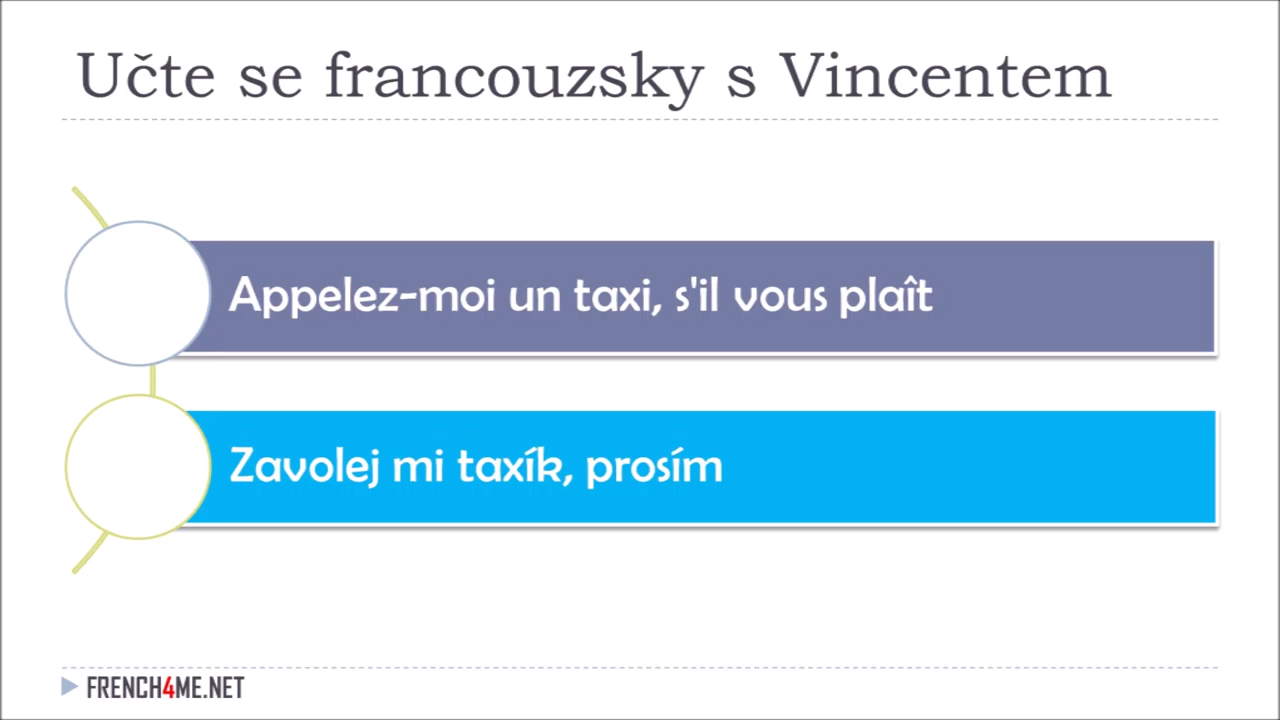 Učte se francouzsky s Vincentem
Appelez-moi un taxi, s'il vous plaît
Zavolej mi taxík, prosím
FRENCH4ME.NET